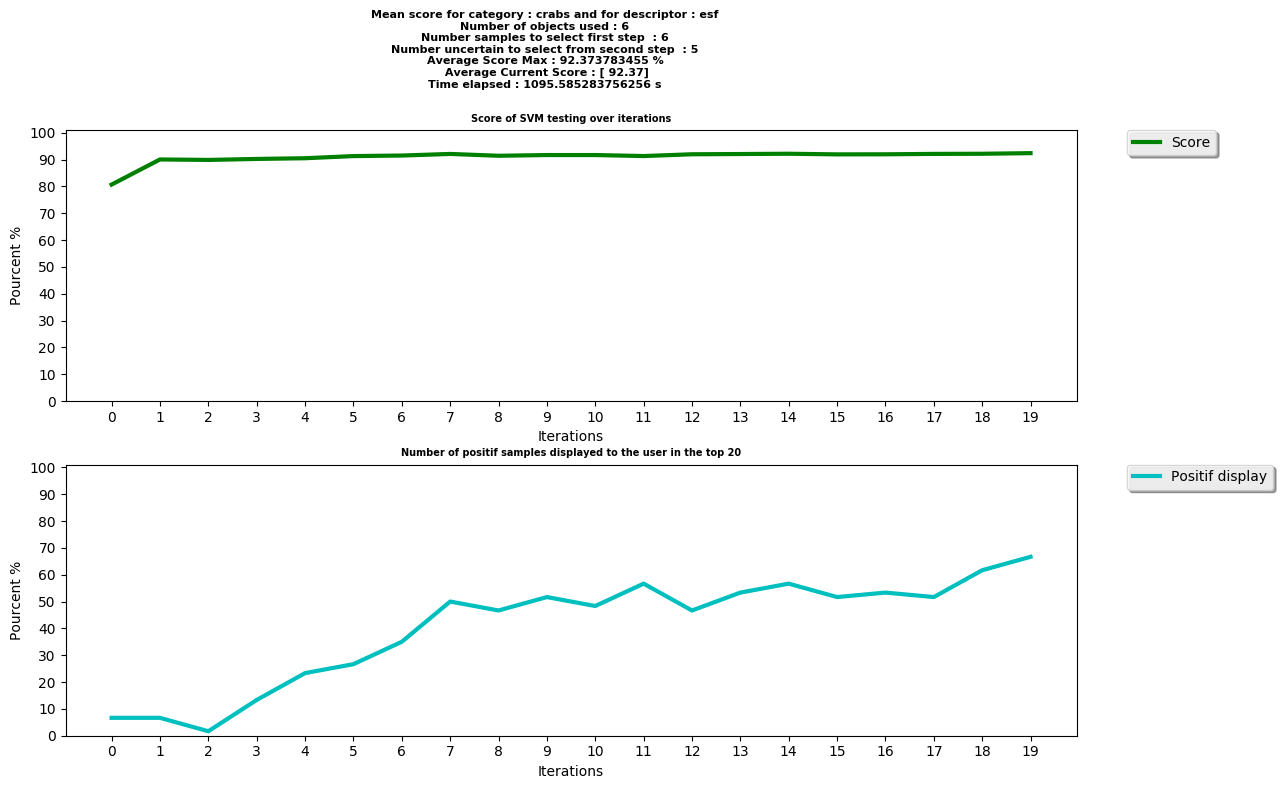 Mean score for category : crabs and for descriptor : esf
Number of objects used : 6
Number samples to select first step  : 6
Number uncertain to select from second step  : 5
Average Score Max : 92.373783455 %
Average Current Score : [ 92.37]
Time elapsed : 1095.585283756256 s
Score of SVM testing over iterations
100
90
80
70
60
50
40
30
20
10
0
Pourcent %
0 1 2 3 4 5 6 7 8 9 10 11 12 13 14 15 16 17 18 19
Iterations
Score
Number of positif samples displayed to the user in the top 20
100
90
80
70
60
50
40
30
20
10
0
Pourcent %
0 1 2 3 4 5 6 7 8 9 10 11 12 13 14 15 16 17 18 19
Iterations
Positif display